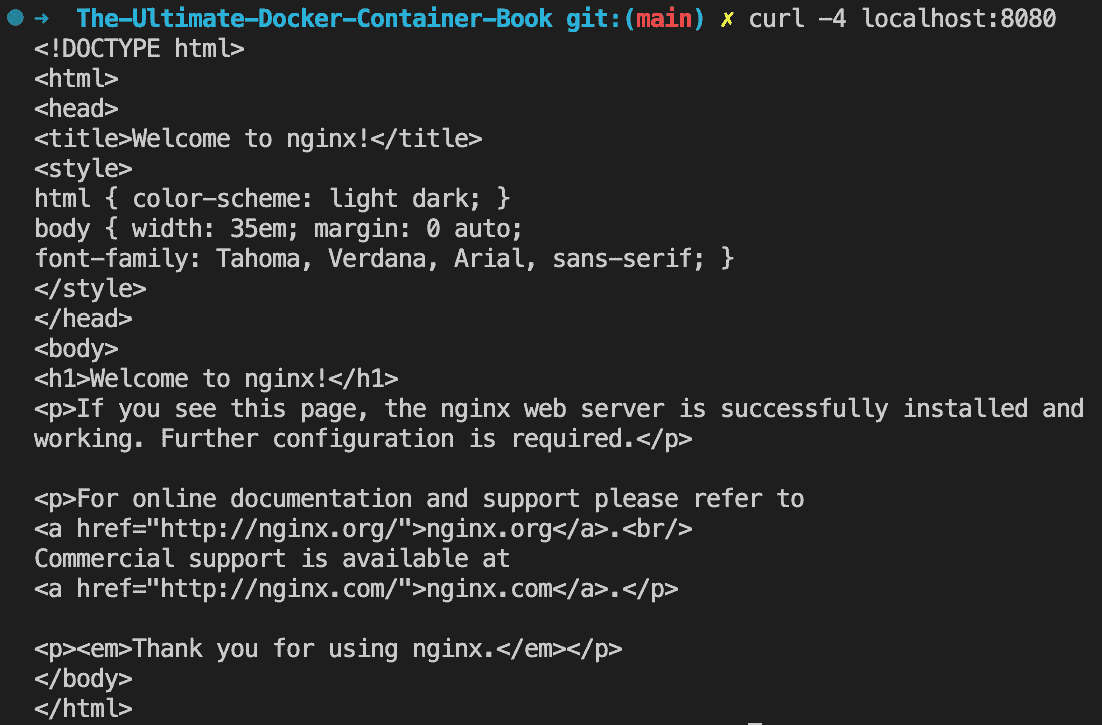 → The-Ultimate-Docker-Container-Book git:(main) ✗ curl -4 localhost:8080
<!DOCTYPE html>
<html>
<head>
<title>Welcome to nginx!</title>
<style>
html { color-scheme: light dark; }
body { width: 35em; margin: 0 auto;
font-family: Tahoma, Verdana, Arial, sans-serif; }
</style>
</head>
<body>
<h1>Welcome to nginx!</h1>
<p>If you see this page, the nginx web server is successfully installed and
working. Further configuration is required.</p>

<p>For online documentation and support please refer to
<a href="http://nginx.org/">nginx.org</a>.<br/>
Commercial support is available at
<a href="http://nginx.com/">nginx.com</a>.</p>

<p><em>Thank you for using nginx.</em></p>
</body>
</html>